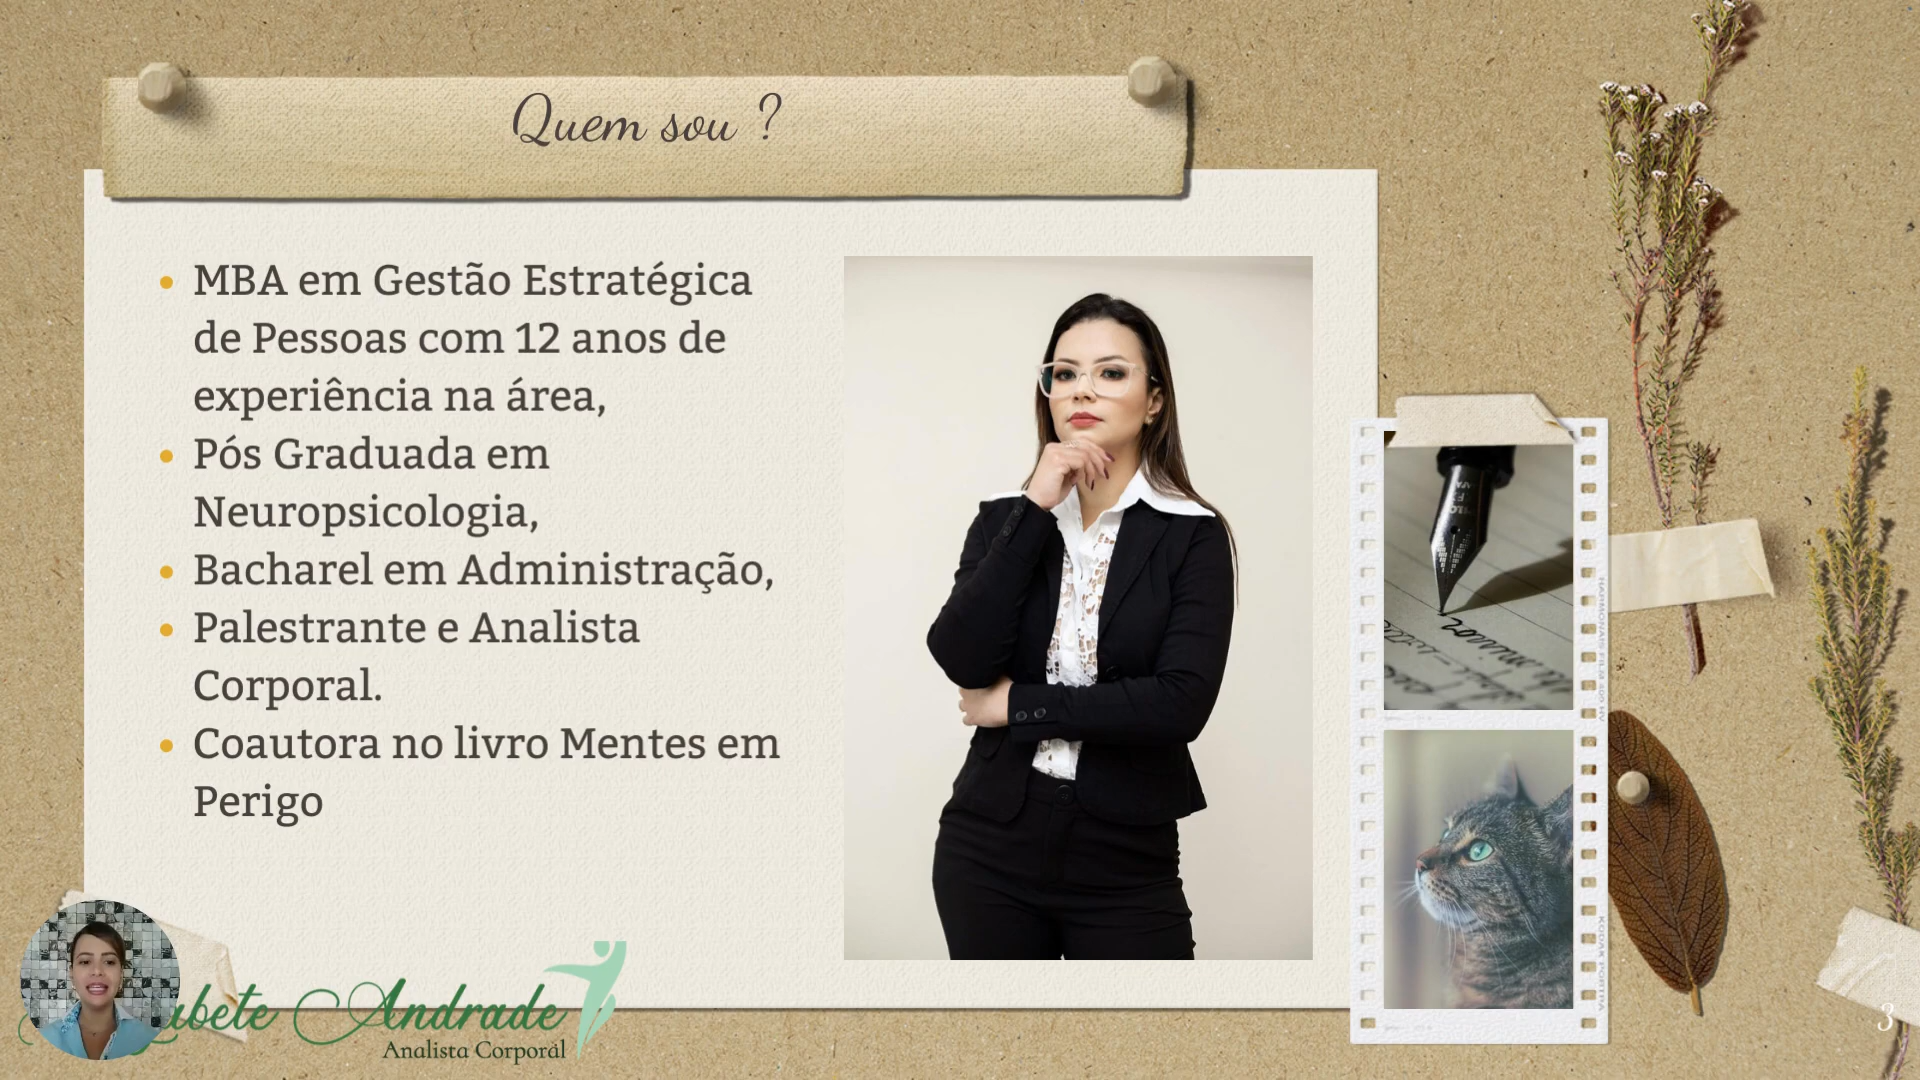 Quem sou ?
MBA em Gestão Estratégica
de Pessoas com 12 anos de
experiência na área,
Pós Graduada em
Neuropsicologia,
Bacharel em Administração,
Palestrante e Analista
Corporal.
Coautora no livro Mentes em
Perigo
Andrade
Analista Corporal
3